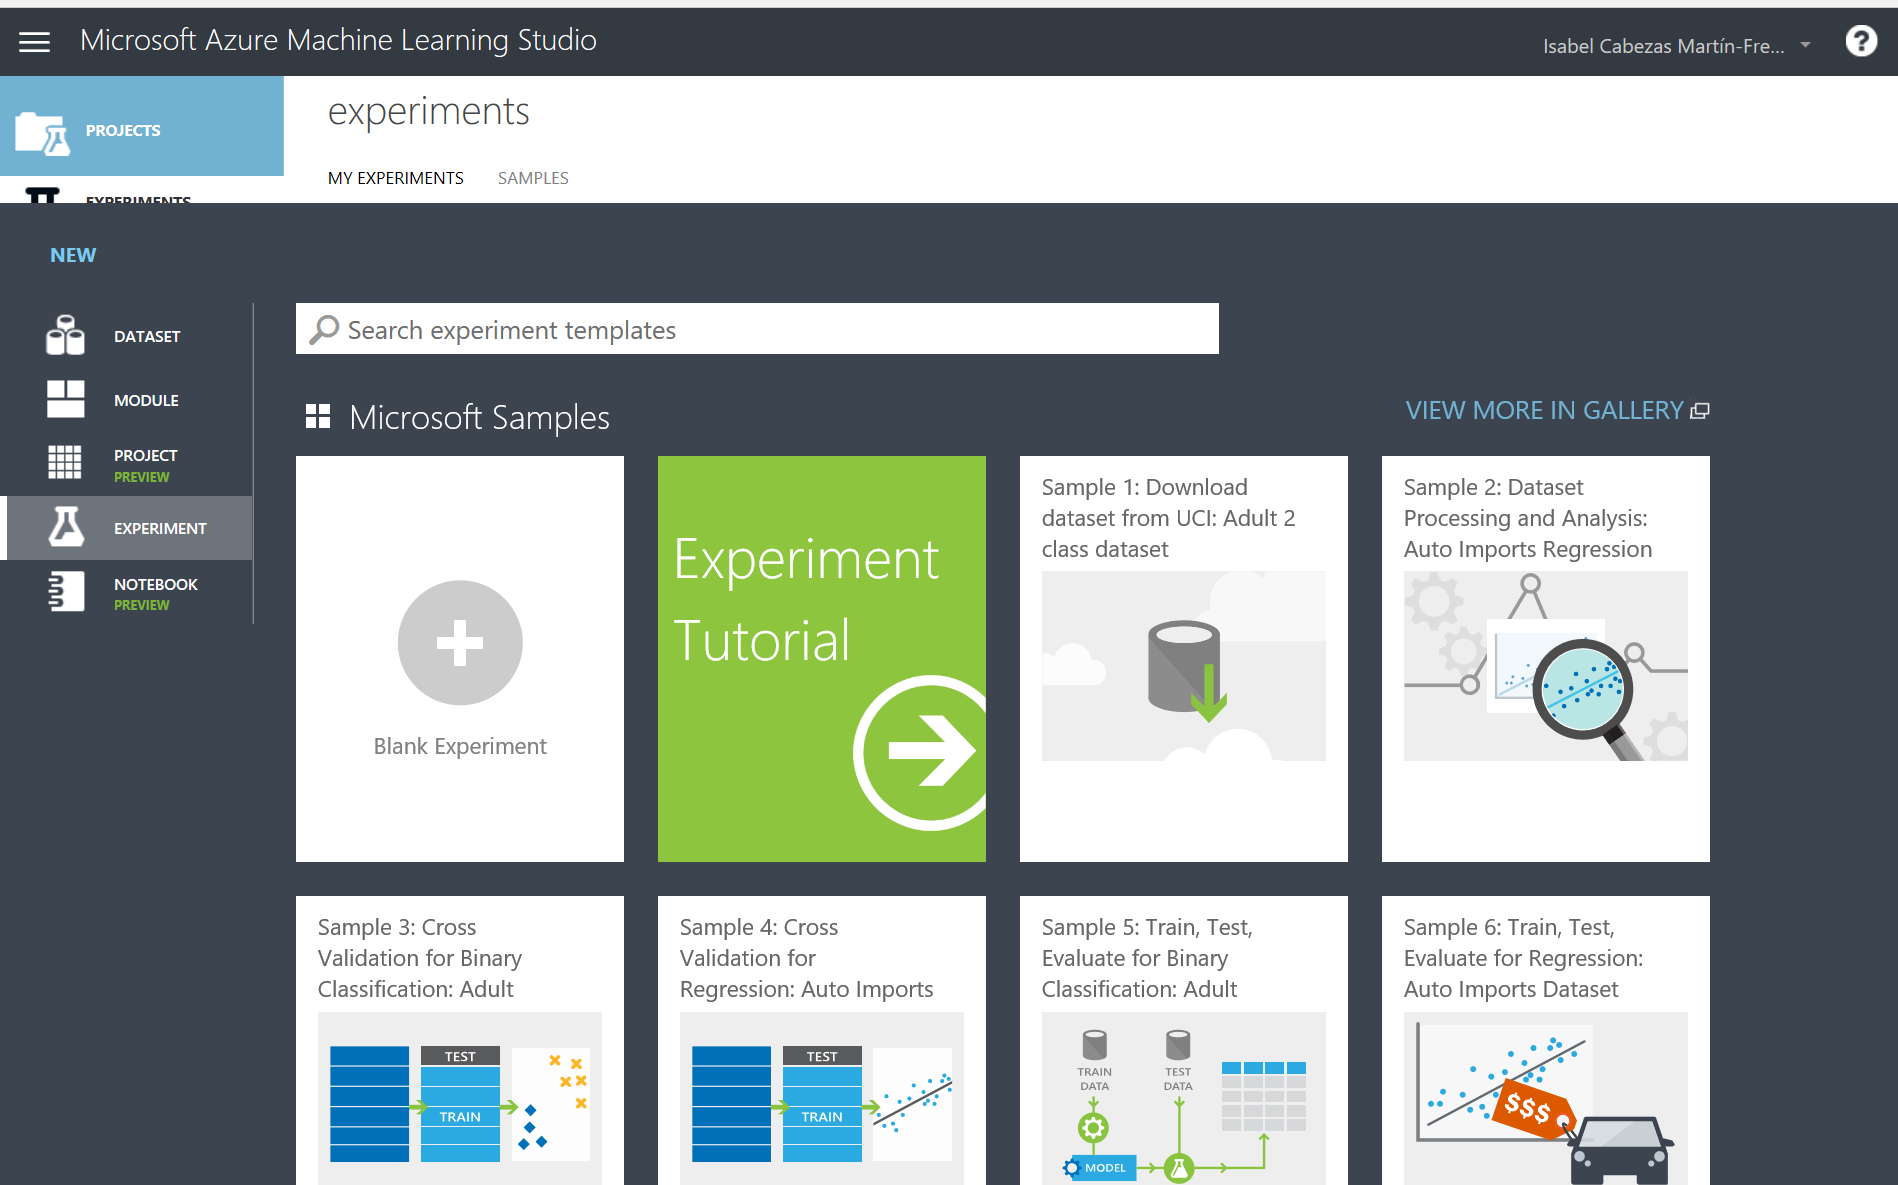 Microsoft Azure Machine Learning Studio
Isabel Cabezas Martín-Fre...
?
PROJECTS
EXPERIMENTS
experiments
MY EXPERIMENTS
SAMPLES
NEW
DATASET
MODULE
PROJECT
PREVIEW
EXPERIMENT
NOTEBOOK
PREVIEW
Search experiment templates
Microsoft Samples
VIEW MORE IN GALLERY
Blank Experiment
Experiment
Tutorial
Sample 1: Download
dataset from UCI: Adult 2
class dataset
Sample 2: Dataset
Processing and Analysis:
Auto Imports Regression
Sample 3: Cross
Validation for Binary
Classification: Adult
TEST
TRAIN
Sample 4: Cross
Validation for
Regression: Auto Imports
TEST
TRAIN
Sample 5: Train, Test,
Evaluate for Binary
Classification: Adult
TRAIN
DATA
TEST
DATA
MODEL
Sample 6: Train, Test,
Evaluate for Regression:
Auto Imports Dataset
$$$